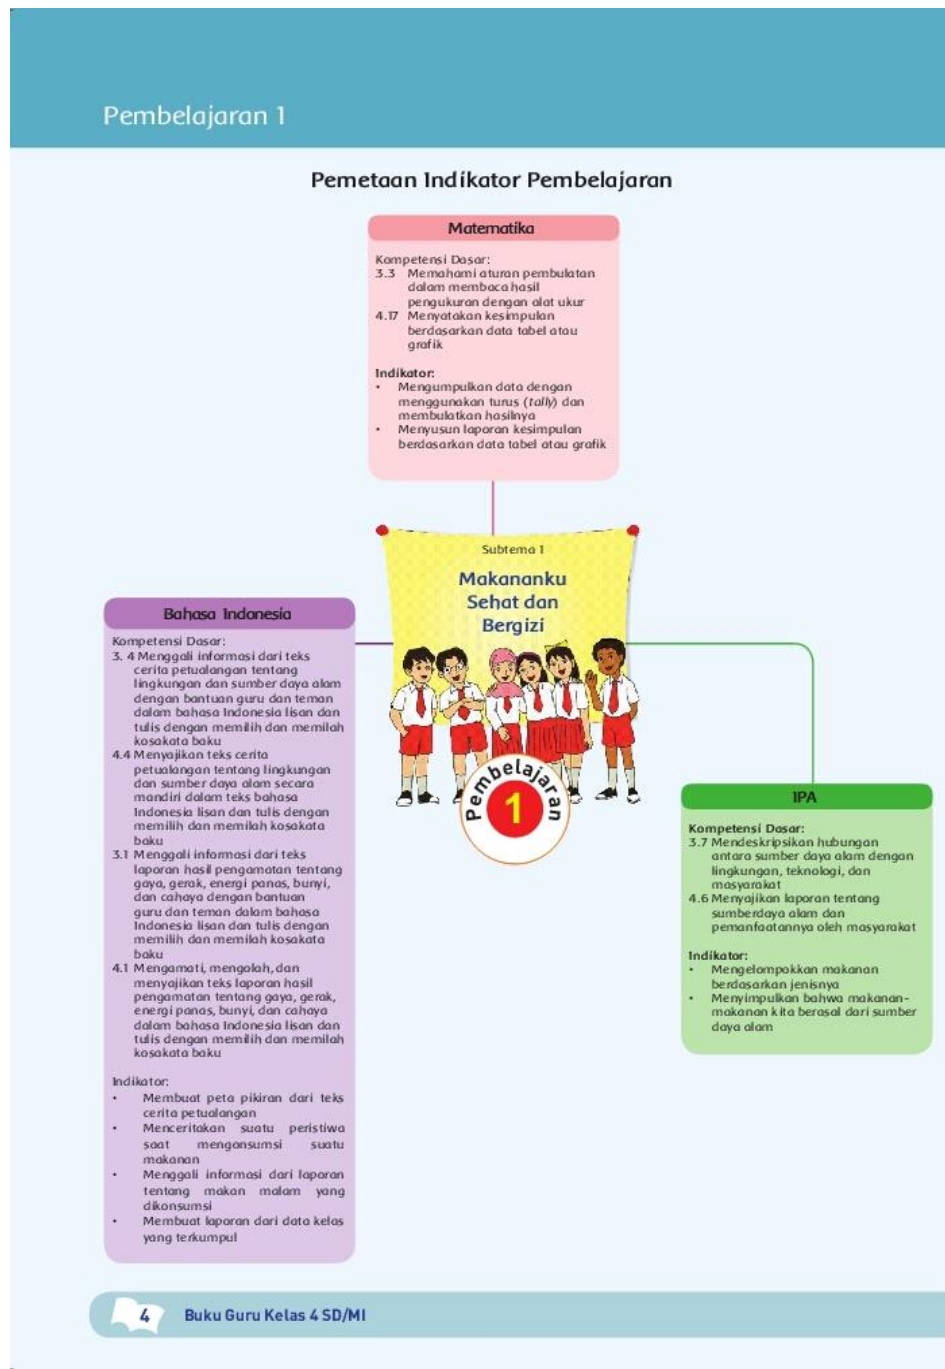 Pembelajaran 1
Pemetaan Indikator Pembelajaran
Matematika
Kompetensi Dasar:
3.3 Memahami aturan pembulatan
dalam membaca hasil
pengukuran dengan alat ukur
4.17 Menyatakan kesimpulan
berdasarkan data tabel atau
grafik
Indikator:
• Mengumpulkan data dengan
menggunakan turus (tally) dan
membulatkan hasilnya
• Menyusun laporan kesimpulan
berdasarkan data tabel atau grafik
Subtema 1
Makananku
Sehat dan
Bergizi
Pembelajaran
1
Bahasa Indonesia
Kompetensi Dasar:
3. 4 Menggali informasi dari teks
cerita petualangan tentang
lingkungan dan sumber daya alam
dengan bantuan guru dan teman
dalam bahasa Indonesia lisan dan
tulis dengan memilih dan memilah
kosakata baku
4.4 Menyajikan teks cerita
petualangan tentang lingkungan
dan sumber daya alam secara
mandiri dalam teks bahasa
Indonesia lisan dan tulis dengan
memilih dan memilah kosakata
baku
3.1 Menggali informasi dari teks
laporan hasil pengamatan tentang
gaya, gerak, energi panas, bunyi,
dan cahaya dengan bantuan
guru dan teman dalam bahasa
Indonesia lisan dan tulis dengan
memilih dan memilah kosakata
baku
4.1 Mengamati, mengolah, dan
menyajikan teks laporan hasil
pengamatan tentang gaya, gerak,
energi panas, bunyi, dan cahaya
dalam bahasa Indonesia lisan dan
tulis dengan memilih dan memilah
kosakata baku
Indikator:
• Membuat peta pikiran dari teks
cerita petualangan
• Menceritakan suatu peristiwa
saat mengonsumsi suatu
makanan
• Menggali informasi dari laporan
tentang makan malam yang
dikonsumsi
• Membuat laporan dari data kelas
yang terkumpul
IPA
Kompetensi Dasar:
3.7 Mendeskripsikan hubungan
antara sumber daya alam dengan
lingkungan, teknologi, dan
masyarakat
4.6 Menyajikan laporan tentang
sumberdaya alam dan
pemanfaatannya oleh masyarakat
Indikator:
• Mengelompokkan makanan
berdasarkan jenisnya
• Menyimpulkan bahwa makanan-
makanan kita berasal dari sumber
daya alam
4 Buku Guru Kelas 4 SD/MI